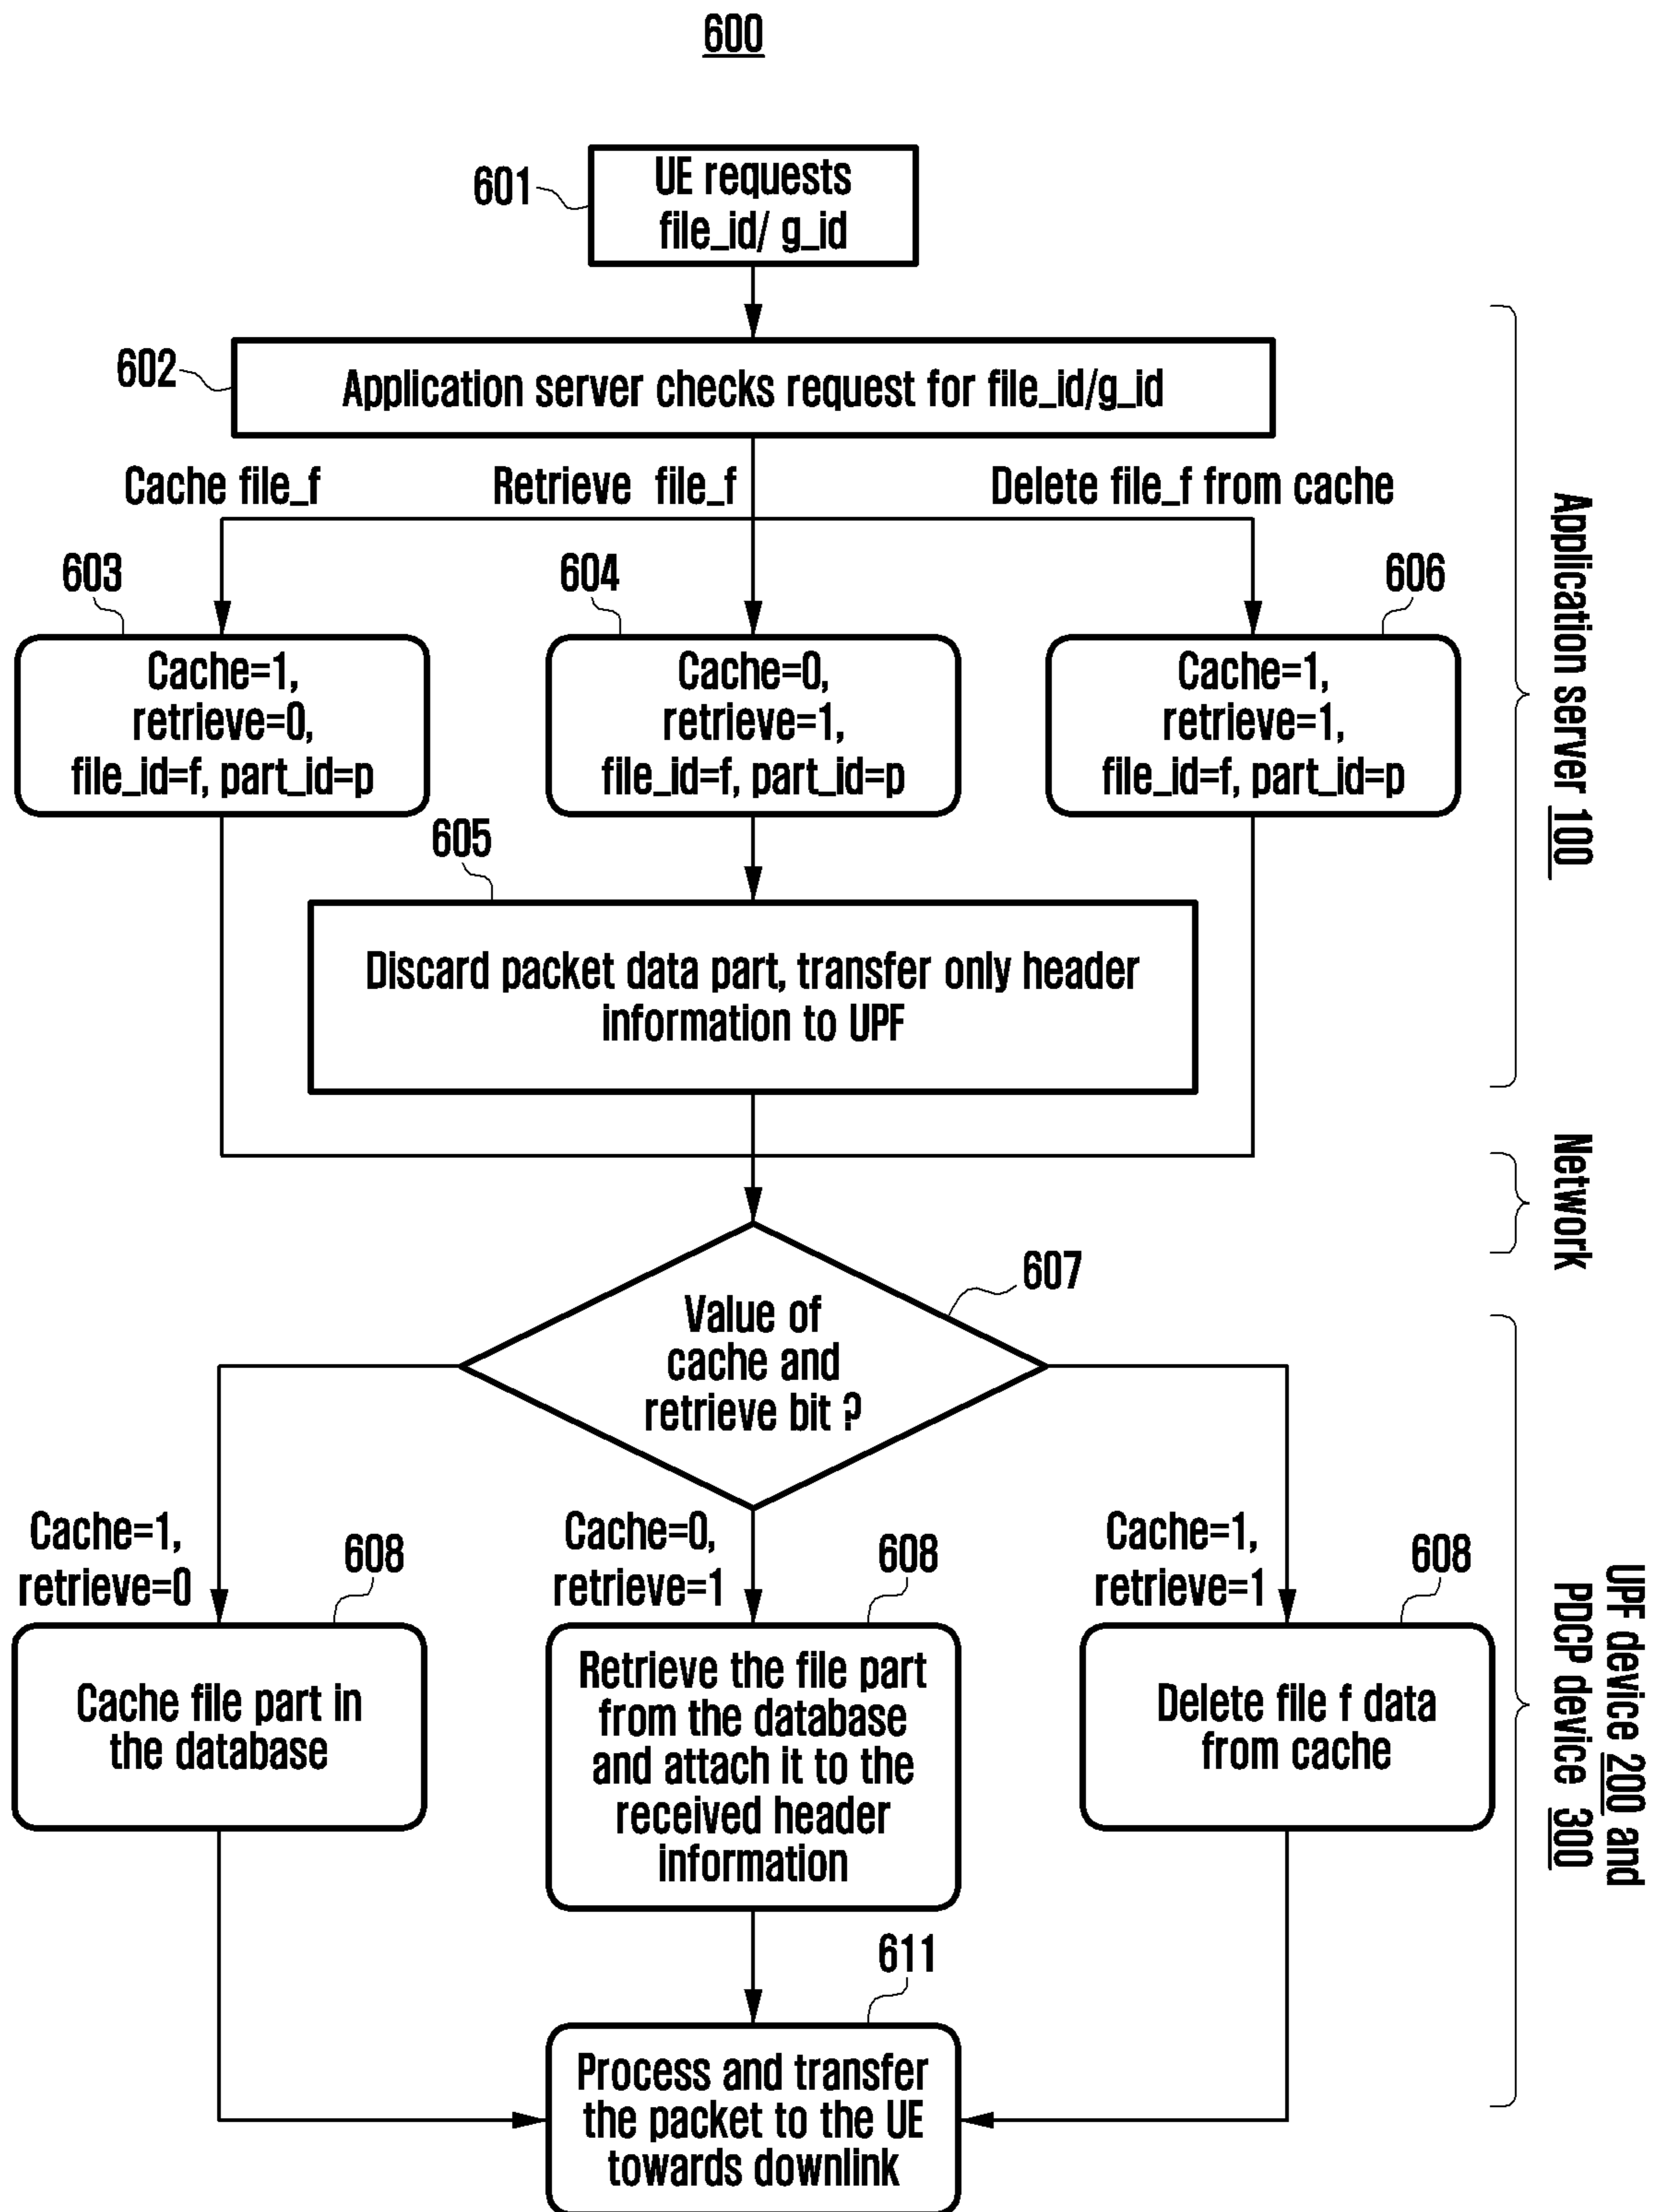 600
601
UE requests
file_id/ g_id
602
Application server checks request for file_id/g_id
Cache file_f
Retrieve file_f
Delete file_f from cache
603
604
606
Cache=1,
retrieve=0,
file_id=f, part_id=p
Cache=0,
retrieve=1,
file_id=f, part_id=p
Cache=1,
retrieve=1,
file_id=f, part_id=p
605
Discard packet data part, transfer only header
information to UPF
Application server 100
Network
607
Value of
cache and
retrieve bit ?
Cache=1,
retrieve=0
608
Cache=0,
retrieve=1
608
Cache=1,
retrieve=1
608
Cache file part in
the database
Retrieve the file part
from the database
and attach it to the
received header
information
Delete file f data
from cache
UPF device 200 and
PDCP device 300
611
Process and transfer
the packet to the UE
towards downlink